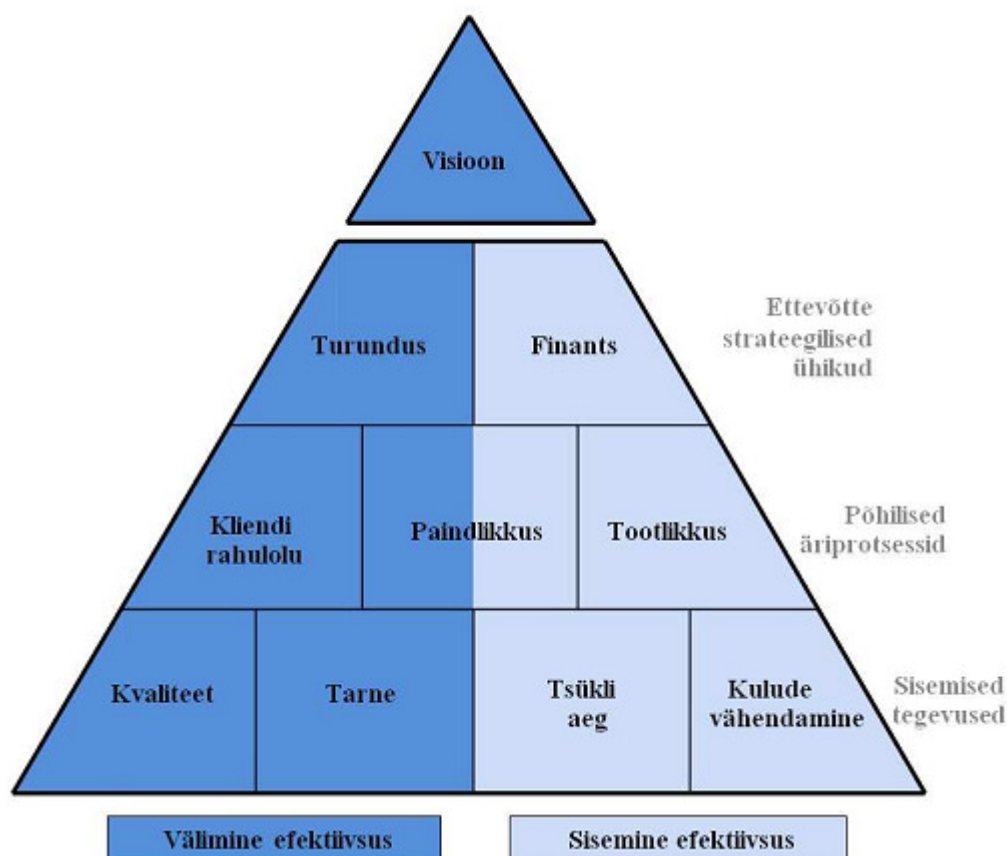 Visioon
Turundus
Finants
Ettevõtte
strateegilised
ühikud
Kliendi
rahulolu
Paindlikkus
Tootlikkus
Põhilised
äriprotsessid
Kvaliteet
Tarne
Tsükli
aeg
Kulude
vähendamine
Sisemised
tegevused
Välimine efektiivsus
Sisemine efektiivsus